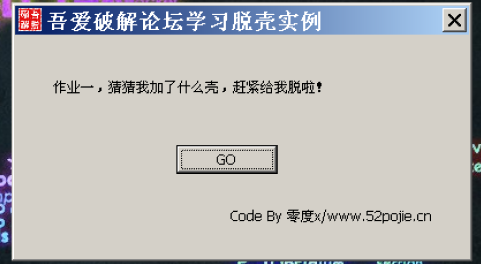 吾爱破解论坛学习脱壳实例
作业一，猜猜我加了什么壳，赶紧给我脱啦！
GO
Code By 零度x/www.52pojie.cn